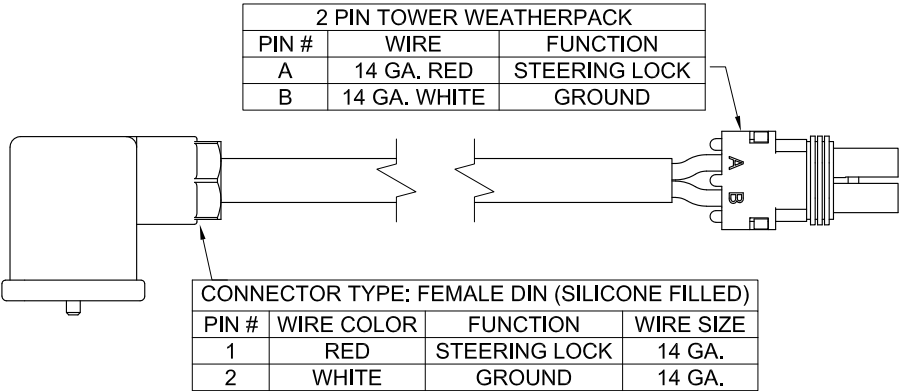 2 PIN TOWER WEATHERPACK
PIN # WIRE FUNCTION
A 14 GA. RED STEERING LOCK
B 14 GA. WHITE GROUND
A
B
CONNECTOR TYPE: FEMALE DIN (SILICONE FILLED)
PIN # WIRE COLOR FUNCTION WIRE SIZE
1 RED STEERING LOCK 14 GA.
2 WHITE GROUND 14 GA.